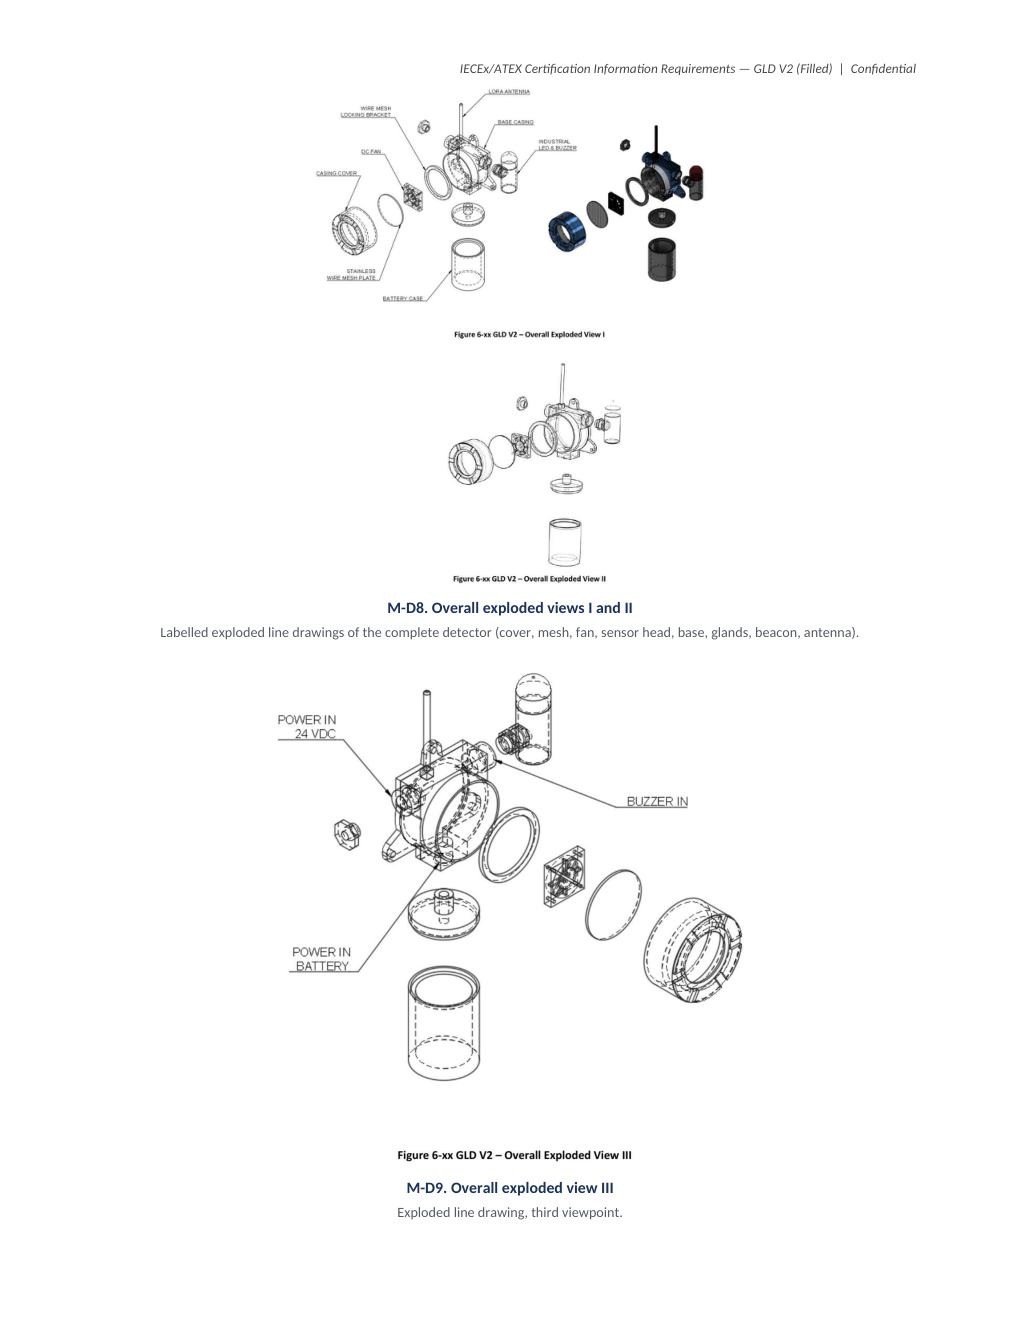 IECEx/ATEX Certification Information Requirements — GLD V2 (Filled) | Confidential
LORA ANTENNA
WIRE MESH
LOCKING BRACKET
BASE CASING
INDUSTRIAL
LED & BUZZER
DC FAN
CASING COVER
STAINLESS
WIRE MESH PLATE
BATTERY CASE
Figure 6-xx GLD V2 – Overall Exploded View I
Figure 6-xx GLD V2 – Overall Exploded View II
M-D8. Overall exploded views I and II
Labelled exploded line drawings of the complete detector (cover, mesh, fan, sensor head, base, glands, beacon, antenna).
POWER IN
24 VDC
BUZZER IN
POWER IN
BATTERY
Figure 6-xx GLD V2 – Overall Exploded View III
M-D9. Overall exploded view III
Exploded line drawing, third viewpoint.